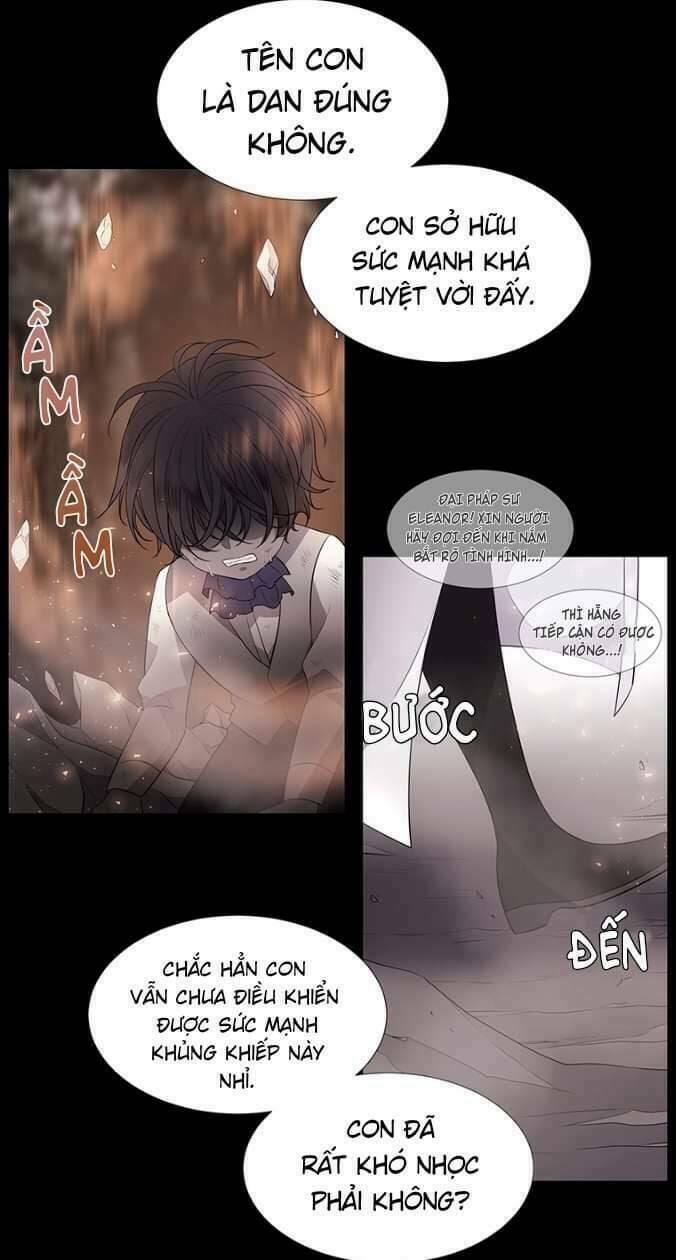 TÊN CON
LÀ DAN ĐÚNG
KHÔNG.
CON SỞ HỮU
SỨC MẠNH KHÁ
TUYỆT VỜI ĐẤY.
ẦM
ẦM
ĐẠI PHÁP SƯ
ELEANOR! XIN NGƯỜI
HÃY ĐỢI ĐẾN KHI NẮM
BẮT RÕ TÌNH HÌNH...!
THÌ HẴNG
TIẾP CẬN CÓ ĐƯỢC
KHÔNG...!
BƯỚC
ĐẾN
CHẮC HẲN CON
VẪN CHƯA ĐIỀU KHIỂN
ĐƯỢC SỨC MẠNH
KHỦNG KHIẾP NÀY
NHỈ.
CON ĐÃ
RẤT KHÓ NHỌC
PHẢI KHÔNG?